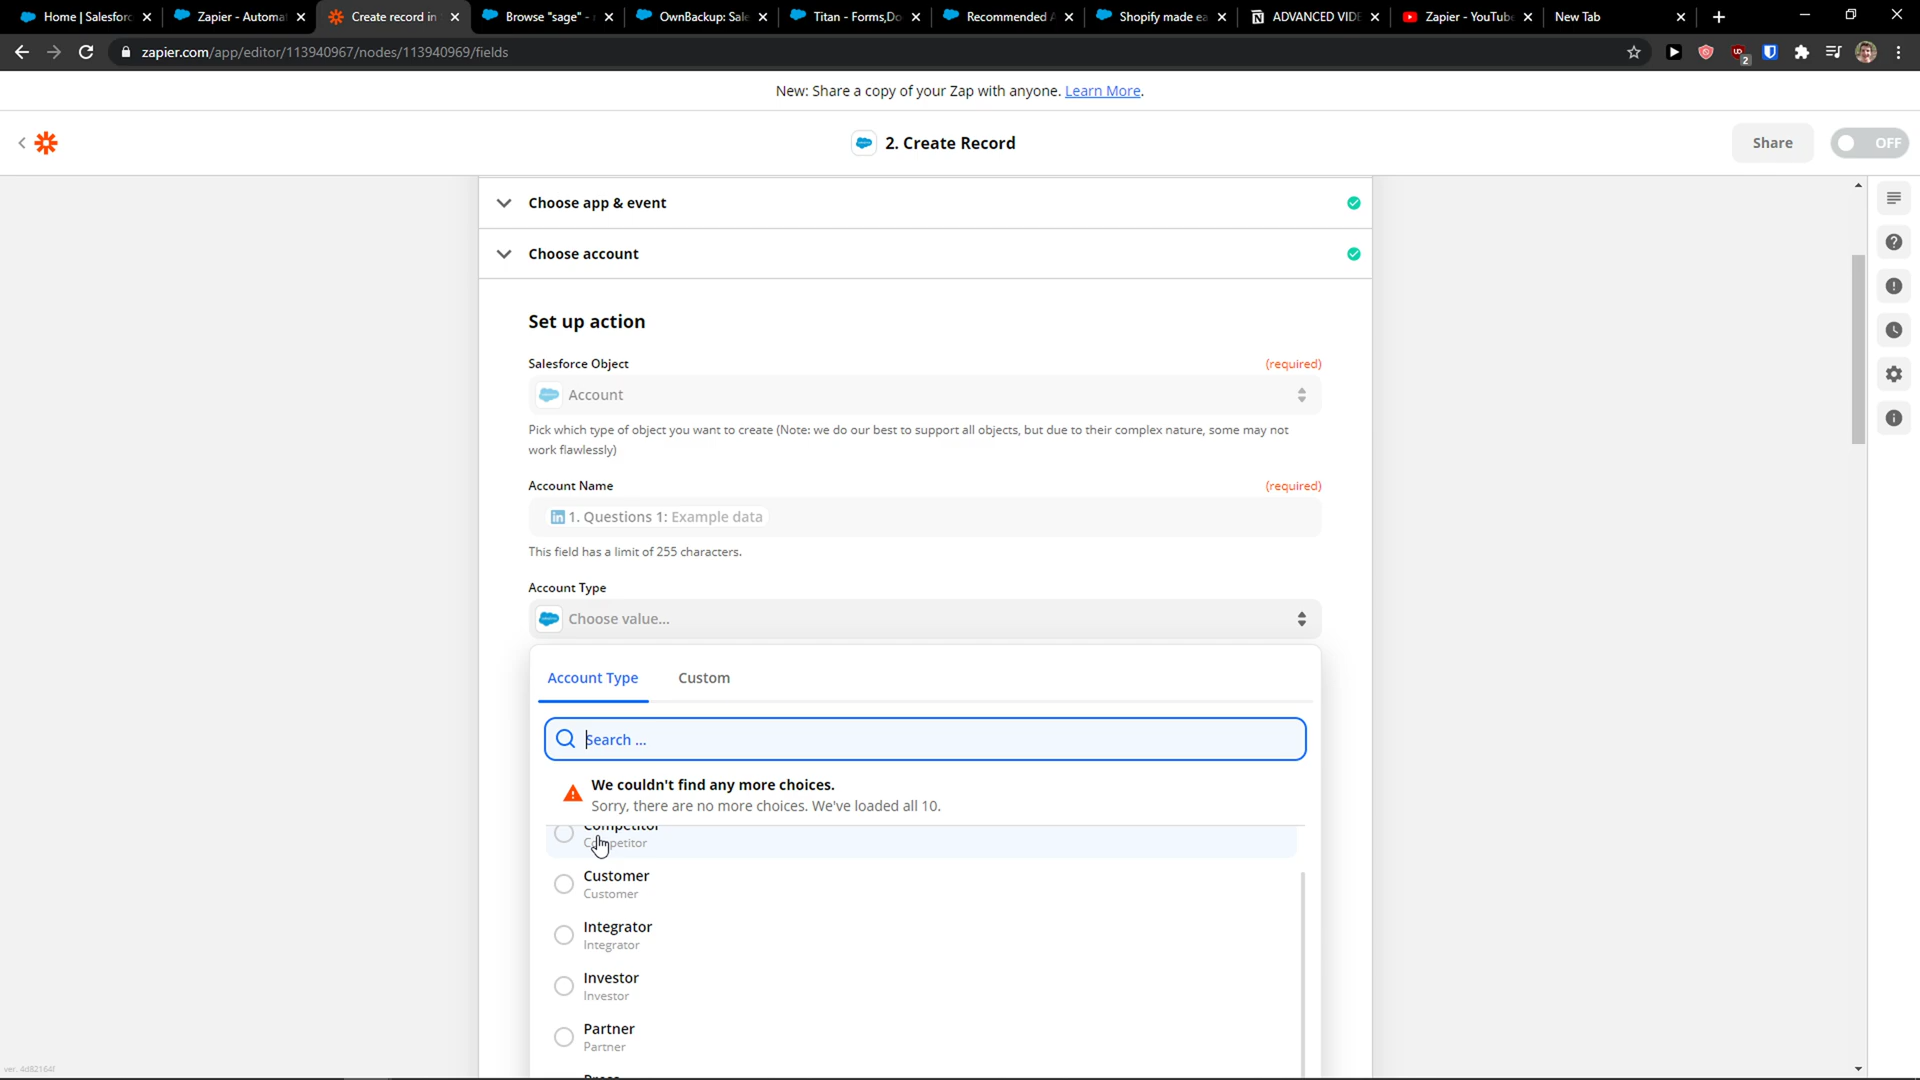 Home | Salesforc
Zapier - Automat
Create record in
Browse "sage" -
OwnBackup: Sale
Titan - Forms,Do
Recommended A
Shopify made ea
ADVANCED VIDE
Zapier - YouTube
New Tab
zapier.com/app/editor/113940967/nodes/113940969/fields
2
New: Share a copy of your Zap with anyone. Learn More.
2. Create Record
Share
OFF
Choose app & event
Choose account
Set up action
Salesforce Object
(required)
Account
Pick which type of object you want to create (Note: we do our best to support all objects, but due to their complex nature, some may not
work flawlessly)
Account Name
(required)
in 1. Questions 1: Example data
This field has a limit of 255 characters.
Account Type
Choose value...
Account Type
Custom
Search ...
We couldn't find any more choices.
Sorry, there are no more choices. We've loaded all 10.
Competitor
Competitor
Customer
Customer
Integrator
Integrator
Investor
Investor
Partner
Partner
ver. 4d82164f